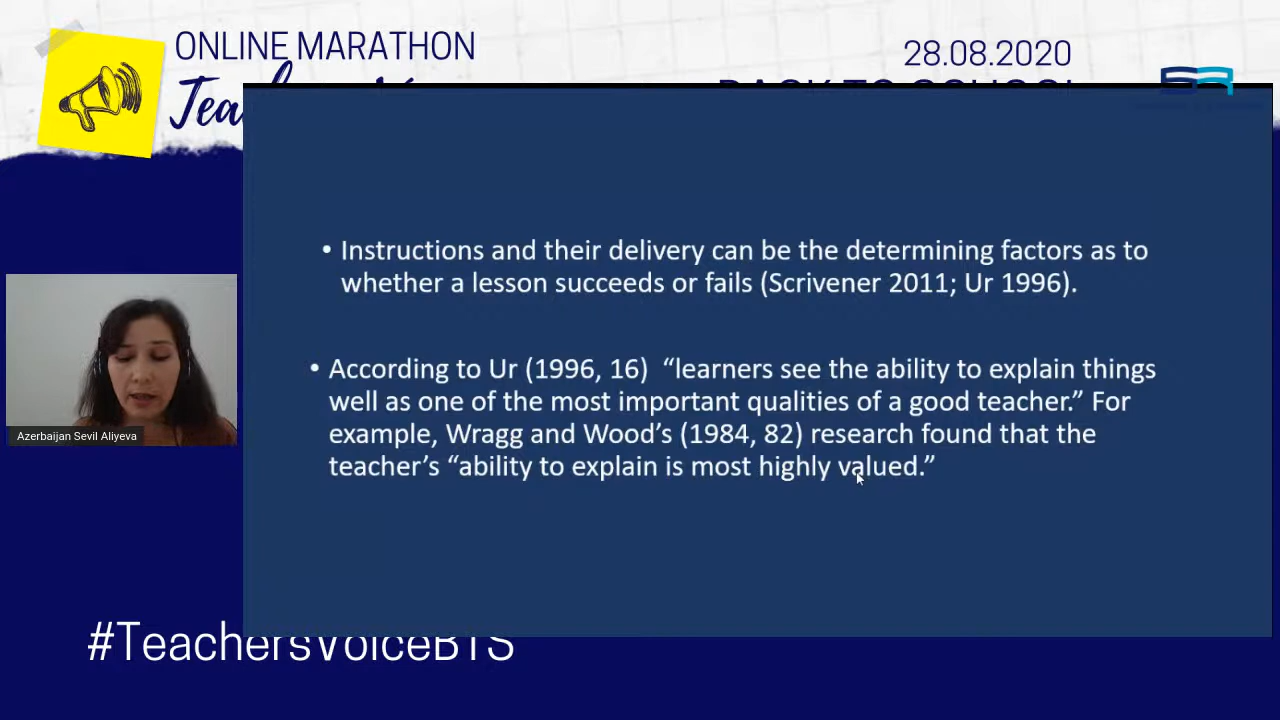 ONLINE MARATHON
28.08.2020
BACK TO SCHOOL
• Instructions and their delivery can be the determining factors as to
whether a lesson succeeds or fails (Scrivener 2011; Ur 1996).
• According to Ur (1996, 16) “learners see the ability to explain things
well as one of the most important qualities of a good teacher.” For
example, Wragg and Wood’s (1984, 82) research found that the
teacher’s “ability to explain is most highly valued.”
Azerbaijan Sevil Aliyeva
#TeachersVoiceBTS